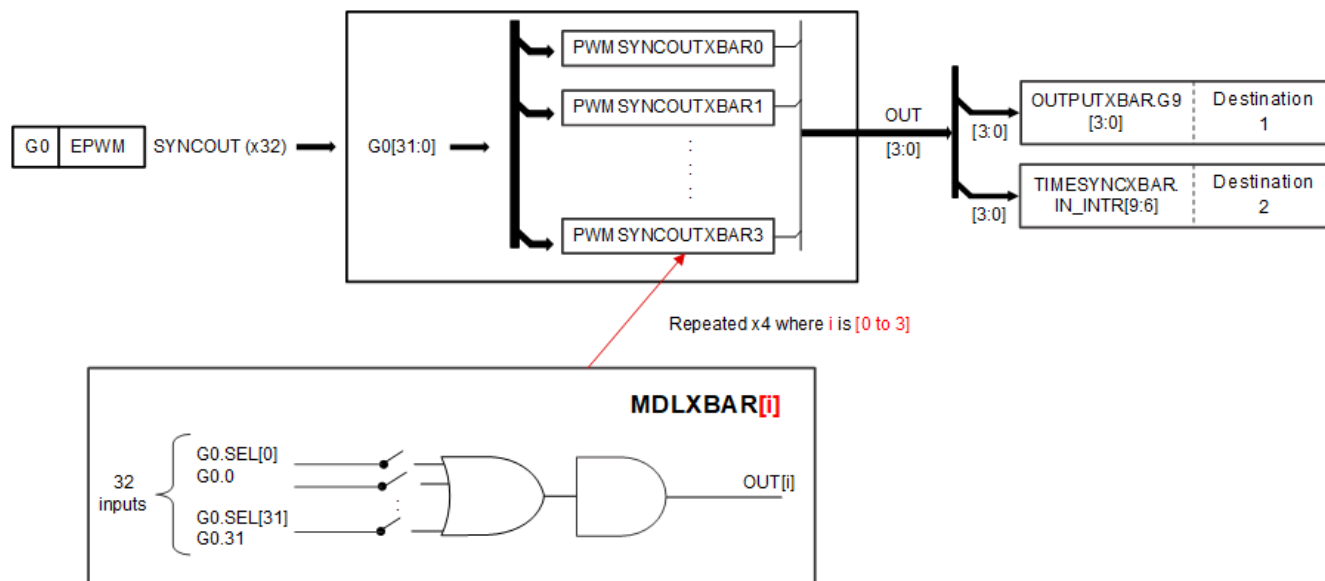 PWMSYNCOUTXBAR0
PWMSYNCOUTXBAR1
G0 EPWM SYNCOUT (x32)
G0[31:0]
PWMSYNCOUTXBAR3
OUT
[3:0]
[3:0]
OUTPUTXBAR.G9
[3:0]
Destination
1
[3:0]
TIMESYNCXBAR.
IN_INTR[9:6]
Destination
2
Repeated x4 where i is [0 to 3]
MDLXBAR[i]
32
inputs
G0.SEL[0]
G0.0
G0.SEL[31]
G0.31
OUT[i]